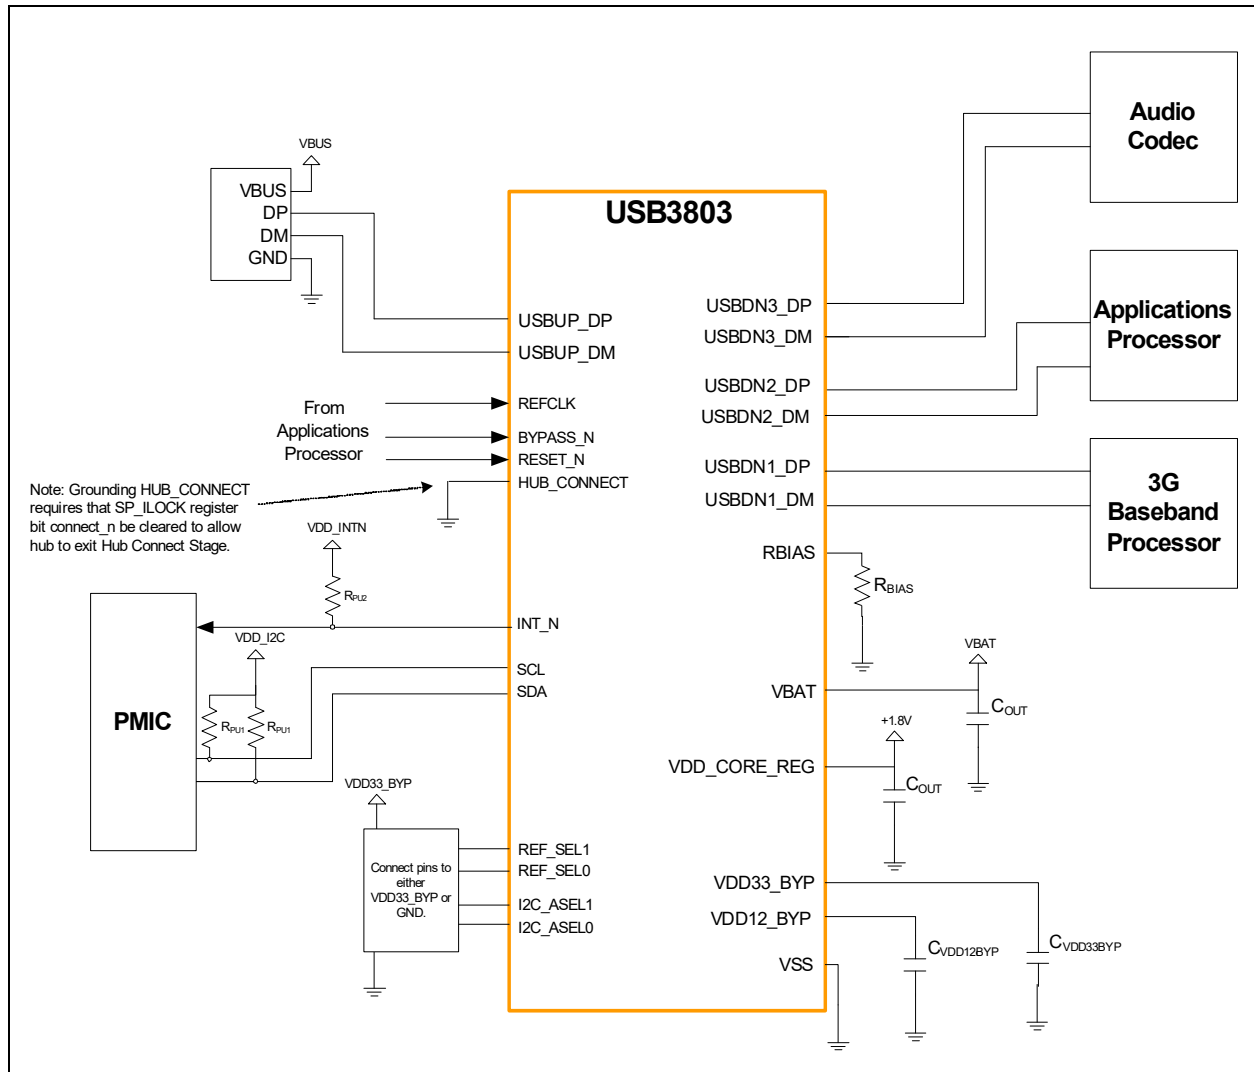 Audio
Codec
VBUS
VBUS
DP
DM
GND
USB3803
Applications
Processor
USBUP_DP
USBUP_DM
USBDN3_DP
USBDN3_DM
USBDN2_DP
USBDN2_DM
From
Applications
Processor
REFCLK
BYPASS_N
RESET_N
HUB_CONNECT
USBDN1_DP
USBDN1_DM
3G
Baseband
Processor
Note: Grounding HUB_CONNECT
requires that SP_ILOCK register
bit connect_n be cleared to allow
hub to exit Hub Connect Stage.
VDD_INTN
RPU2
RBIAS
RBIAS
INT_N
VDD_I2C
SCL
SDA
PMIC
RPU1
RPU1
VBAT
VBAT
COUT
+1.8V
VDD_CORE_REG
COUT
VDD33_BYP
Connect pins to
either
VDD33_BYP or
GND.
REF_SEL1
REF_SEL0
I2C_ASEL1
I2C_ASEL0
VDD33_BYP
VDD12_BYP
CVDD12BYP
CVDD33BYP
VSS